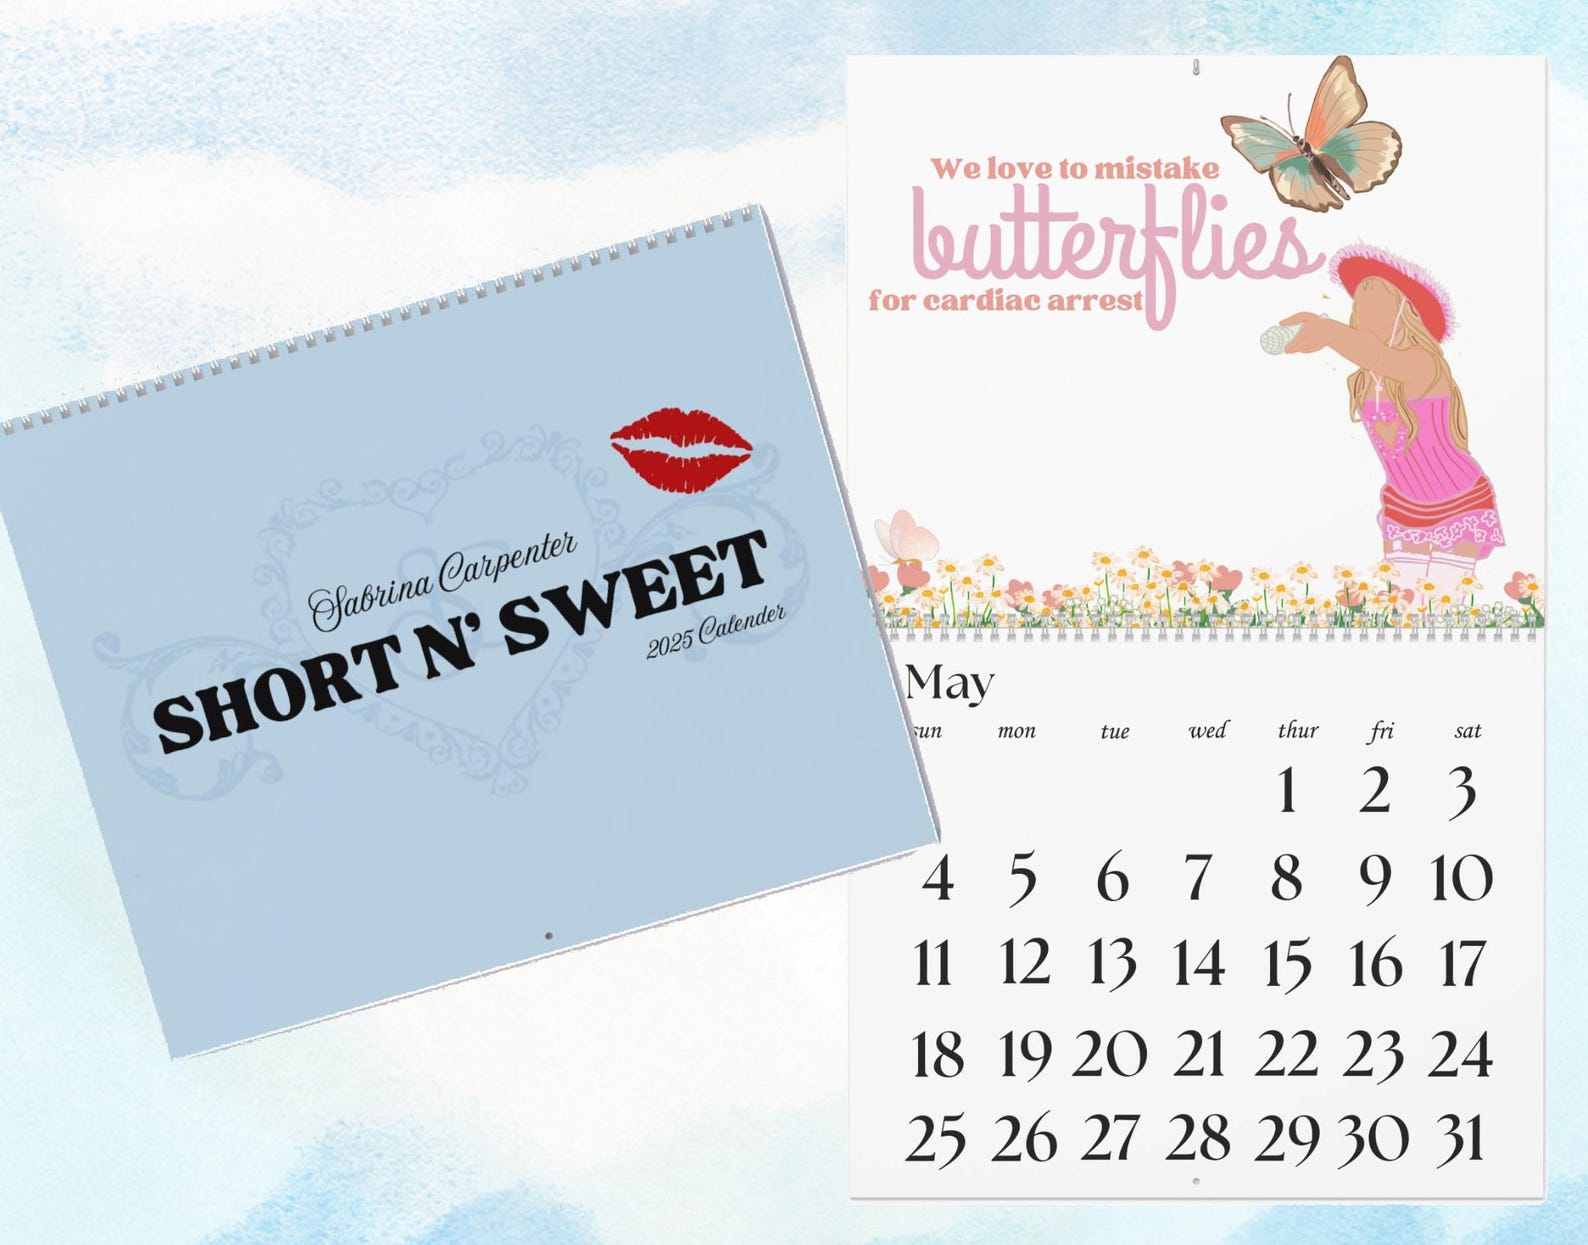 Sabrina Carpenter
SHORT N' SWEET
2025 Calender
We love to mistake
butterflies
for cardiac arrest
May
sun mon tue wed thur fri sat
1 2 3
4 5 6 7 8 9 10
11 12 13 14 15 16 17
18 19 20 21 22 23 24
25 26 27 28 29 30 31